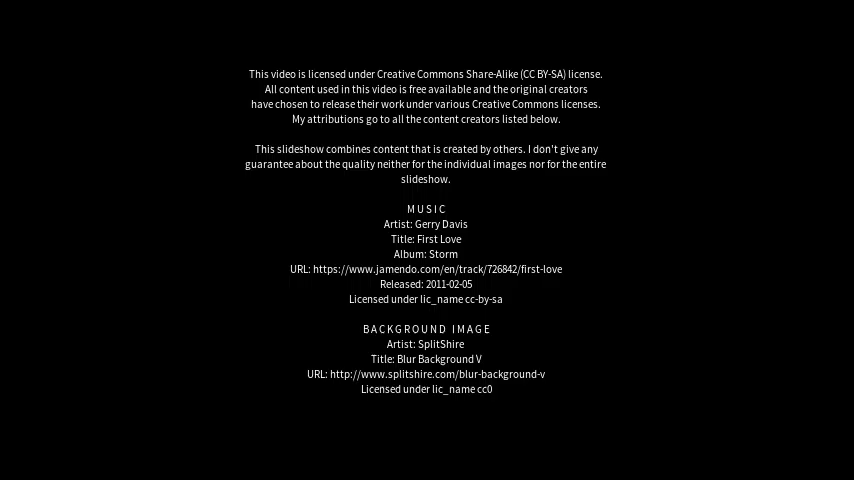 This video is licensed under Creative Commons Share-Alike (CC BY-SA) license.
All content used in this video is free available and the original creators
have chosen to release their work under various Creative Commons licenses.
My attributions go to all the content creators listed below.
This slideshow combines content that is created by others. I don't give any
guarantee about the quality neither for the individual images nor for the entire
slideshow.
MUSIC
Artist: Gerry Davis
Title: First Love
Album: Storm
URL: https://www.jamendo.com/en/track/726842/first-love
Released: 2011-02-05
Licensed under lic_name cc-by-sa
BACKGROUND IMAGE
Artist: SplitShire
Title: Blur Background V
URL: http://www.splitshire.com/blur-background-v
Licensed under lic_name cc0